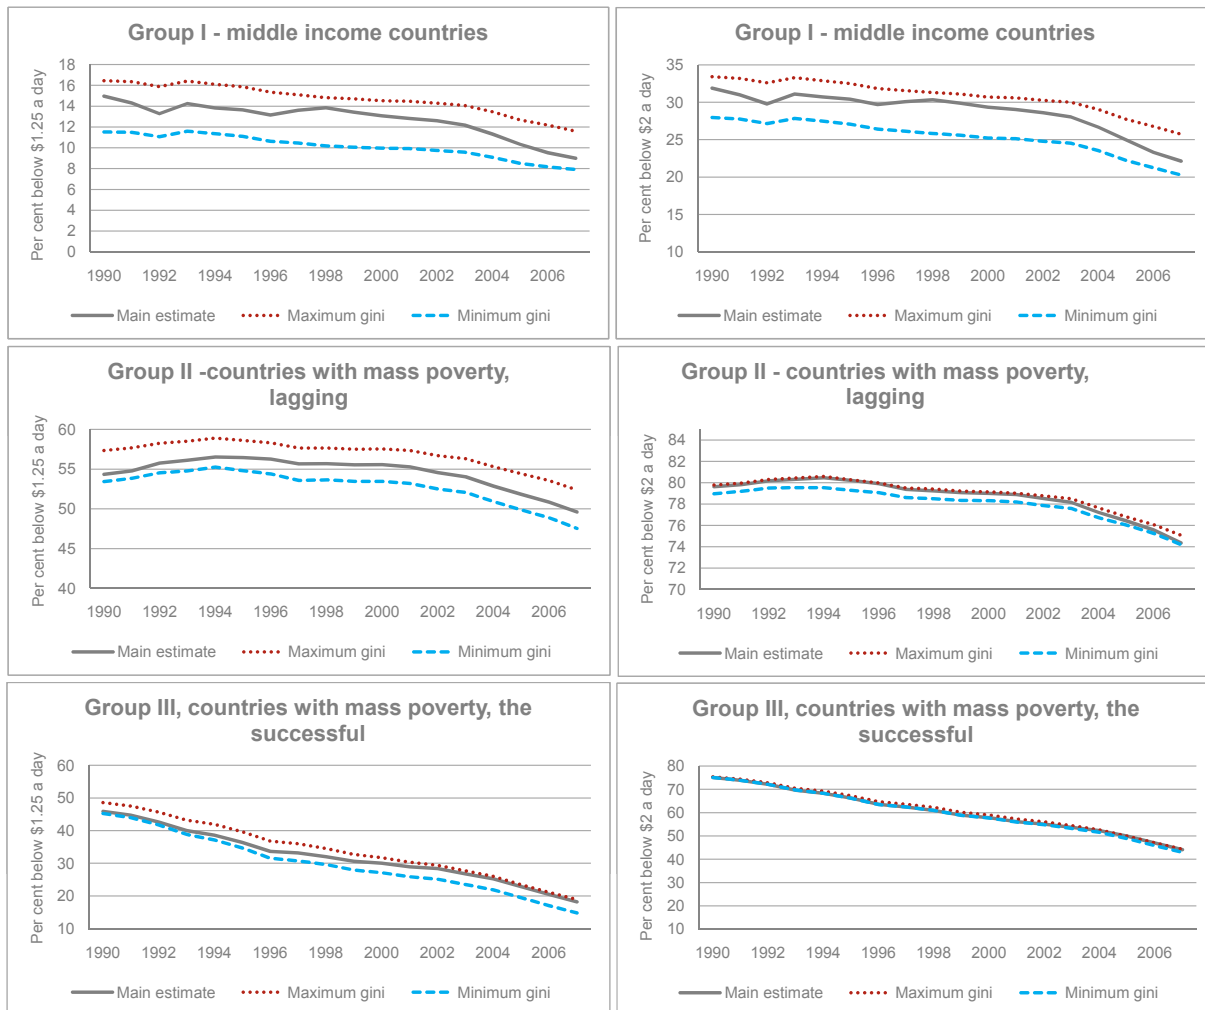 Group I - middle income countries
Per cent below $1.25 a day
18
16
14
12
10
8
6
4
2
0
1990 1992 1994 1996 1998 2000 2002 2004 2006
Main estimate Maximum gini Minimum gini
Group I - middle income countries
Per cent below $2 a day
35
30
25
20
15
10
1990 1992 1994 1996 1998 2000 2002 2004 2006
Main estimate Maximum gini Minimum gini
Group II -countries with mass poverty,
lagging
Per cent below $1.25 a day
60
55
50
45
40
1990 1992 1994 1996 1998 2000 2002 2004 2006
Main estimate Maximum gini Minimum gini
Group II - countries with mass poverty,
lagging
Per cent below $2 a day
84
82
80
78
76
74
72
70
1990 1992 1994 1996 1998 2000 2002 2004 2006
Main estimate Maximum gini Minimum gini
Group III, countries with mass poverty, the
successful
Per cent below $1.25 a day
60
50
40
30
20
10
1990 1992 1994 1996 1998 2000 2002 2004 2006
Main estimate Maximum gini Minimum gini
Group III, countries with mass poverty, the
successful
Per cent below $2 a day
80
70
60
50
40
30
20
10
1990 1992 1994 1996 1998 2000 2002 2004 2006
Main estimate Maximum gini Minimum gini